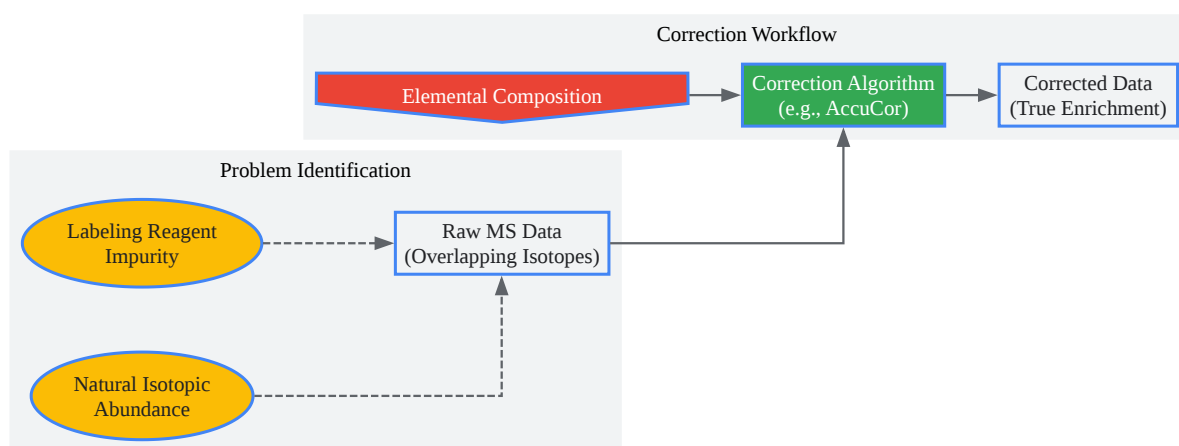 Correction Workflow
Elemental Composition
Correction Algorithm
(e.g., AccuCor)
Corrected Data
(True Enrichment)
Problem Identification
Labeling Reagent
Impurity
Raw MS Data
(Overlapping Isotopes)
Natural Isotopic
Abundance